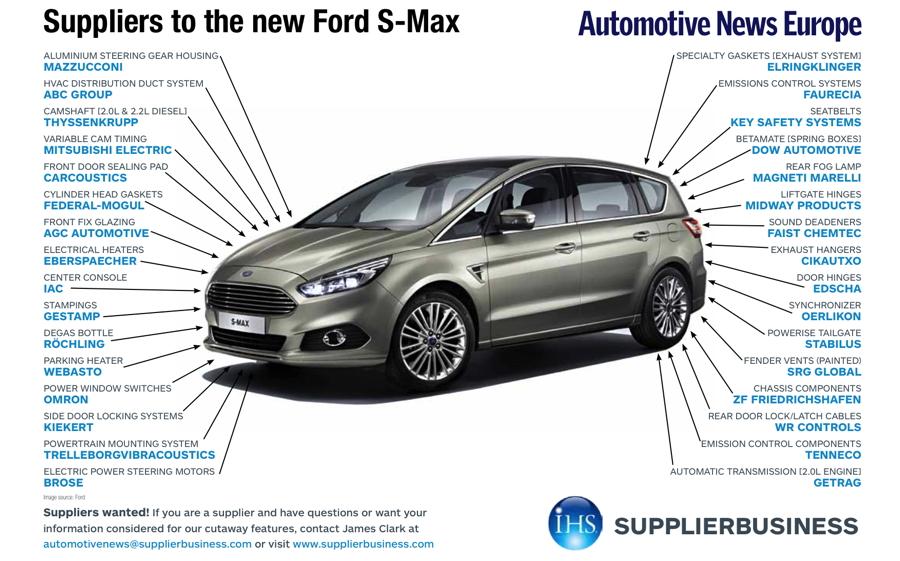 Suppliers to the new Ford S-Max
Automotive News Europe
ALUMINIUM STEERING GEAR HOUSING
MAZZUCCONI
HVAC DISTRIBUTION DUCT SYSTEM
ABC GROUP
CAMSHAFT [2.0L & 2.2L DIESEL]
THYSSENKRUPP
VARIABLE CAM TIMING
MITSUBISHI ELECTRIC
FRONT DOOR SEALING PAD
CARCOUSTICS
CYLINDER HEAD GASKETS
FEDERAL-MOGUL
FRONT FIX GLAZING
AGC AUTOMOTIVE
ELECTRICAL HEATERS
EBERSPAECHER
CENTER CONSOLE
IAC
STAMPINGS
GESTAMP
DEGAS BOTTLE
RÖCHLING
PARKING HEATER
WEBASTO
POWER WINDOW SWITCHES
OMRON
SIDE DOOR LOCKING SYSTEMS
KIEKERT
POWERTRAIN MOUNTING SYSTEM
TRELLEBORGVIBRACOUSTICS
ELECTRIC POWER STEERING MOTORS
BROSE
SPECIALTY GASKETS [EXHAUST SYSTEM]
ELRINGKLINGER
EMISSIONS CONTROL SYSTEMS
FAURECIA
SEATBELTS
KEY SAFETY SYSTEMS
BETAMATE [SPRING BOXES]
DOW AUTOMOTIVE
REAR FOG LAMP
MAGNETI MARELLI
LIFTGATE HINGES
MIDWAY PRODUCTS
SOUND DEADENERS
FAIST CHEMTEC
EXHAUST HANGERS
CIKAUTXO
DOOR HINGES
EDSCHA
SYNCHRONIZER
OERLIKON
POWERISE TAILGATE
STABILUS
FENDER VENTS (PAINTED)
SRG GLOBAL
CHASSIS COMPONENTS
ZF FRIEDRICHSHAFEN
REAR DOOR LOCK/LATCH CABLES
WR CONTROLS
EMISSION CONTROL COMPONENTS
TENNECO
AUTOMATIC TRANSMISSION [2.0L ENGINE]
GETRAG
S-MAX
Image source: Ford
Suppliers wanted! If you are a supplier and have questions or want your
information considered for our cutaway features, contact James Clark at
automotivenews@supplierbusiness.com or visit www.supplierbusiness.com
IHS
SUPPLIERBUSINESS